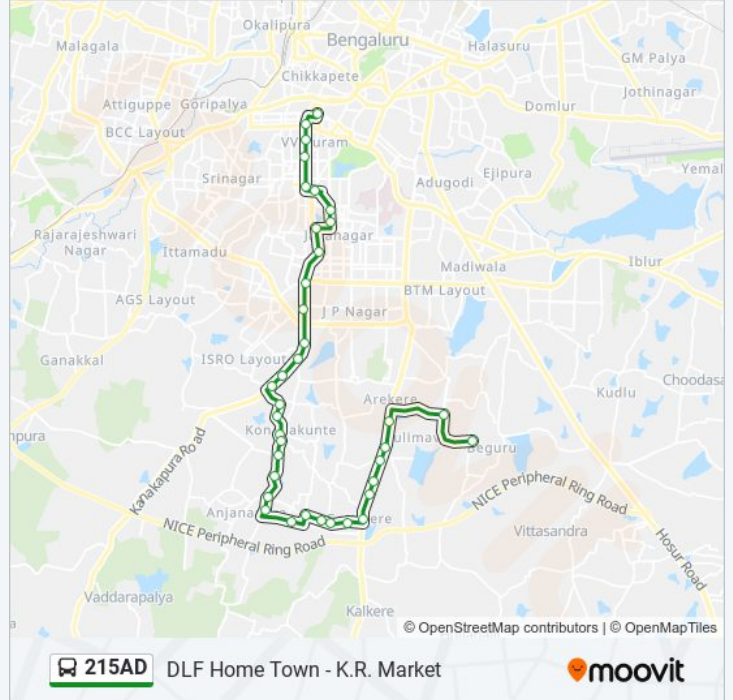 Okalipura
Bengaluru
Malagala
Halasuru
GM Palya
Chikkapete
Jothinagar
Attiguppe
Goripalya
Domlur
BCC Layout
Ejipura
Yemal
Srinagar
Adugodi
Rajarajeshwari
Nagar
Ittamadu
Madiwala
Iblur
AGS Layout
BTM Layout
J P Nagar
Ganakkal
ISRO Layout
Choodasa
Kudlu
Arekere
npura
Beguru
Kanakapura Road
NICE Peripheral Ring Road
Anjana
NICE Peripheral Ring Road
Vittasandra
Hosur Road
Vaddarapalya
Kalkere
a
© OpenStreetMap contributors | © OpenMapTiles
215AD DLF Home Town - K.R. Market
moovit